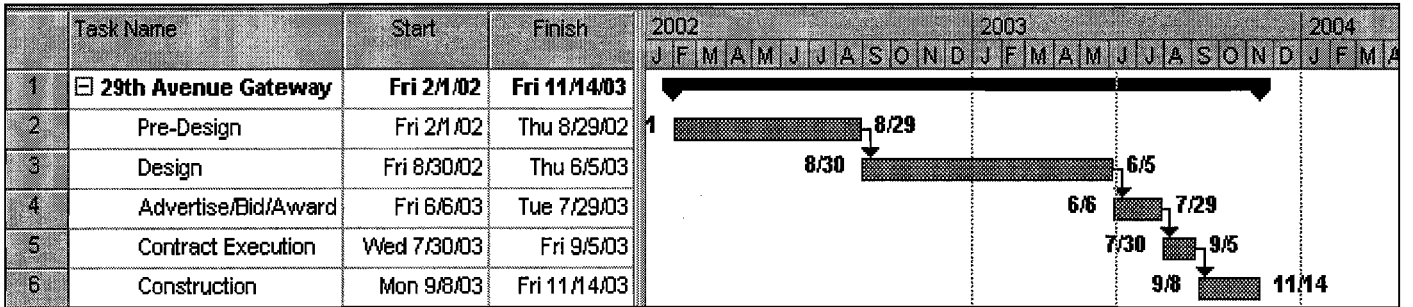 Task Name Start Finish 2002 2003 2004
J F M A M J J A S O N D J F M A M J J A S O N D J F M A
1 29th Avenue Gateway Fri 2/1/02 Fri 11/14/03
2 Pre-Design Fri 2/1/02 Thu 8/29/02 1 8/29
3 Design Fri 8/30/02 Thu 6/5/03 8/30 6/5
4 Advertise/Bid/Award Fri 6/6/03 Tue 7/29/03 6/6 7/29
5 Contract Execution Wed 7/30/03 Fri 9/5/03 7/30 9/5
6 Construction Mon 9/8/03 Fri 11/14/03 9/8 11/14